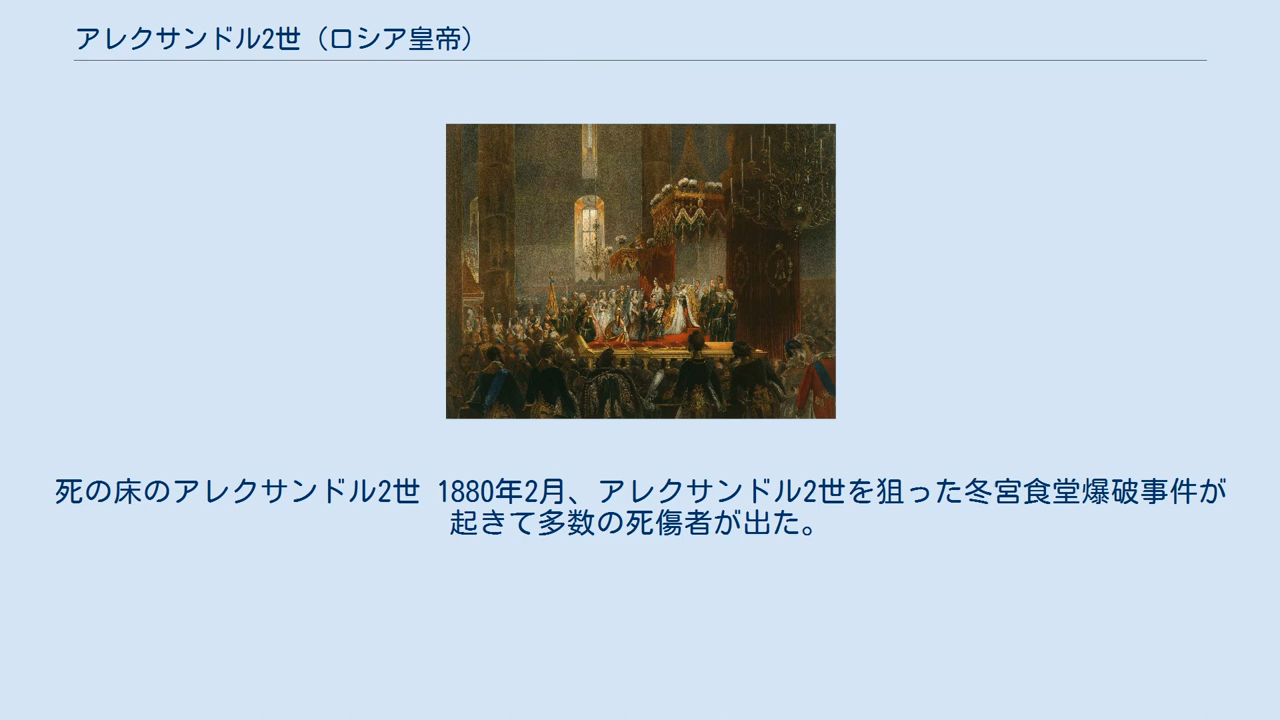 アレクサンドル2世（ロシア皇帝）
死の床のアレクサンドル2世 1880年2月、アレクサンドル2世を狙った冬宮食堂爆破事件が
起きて多数の死傷者が出た。